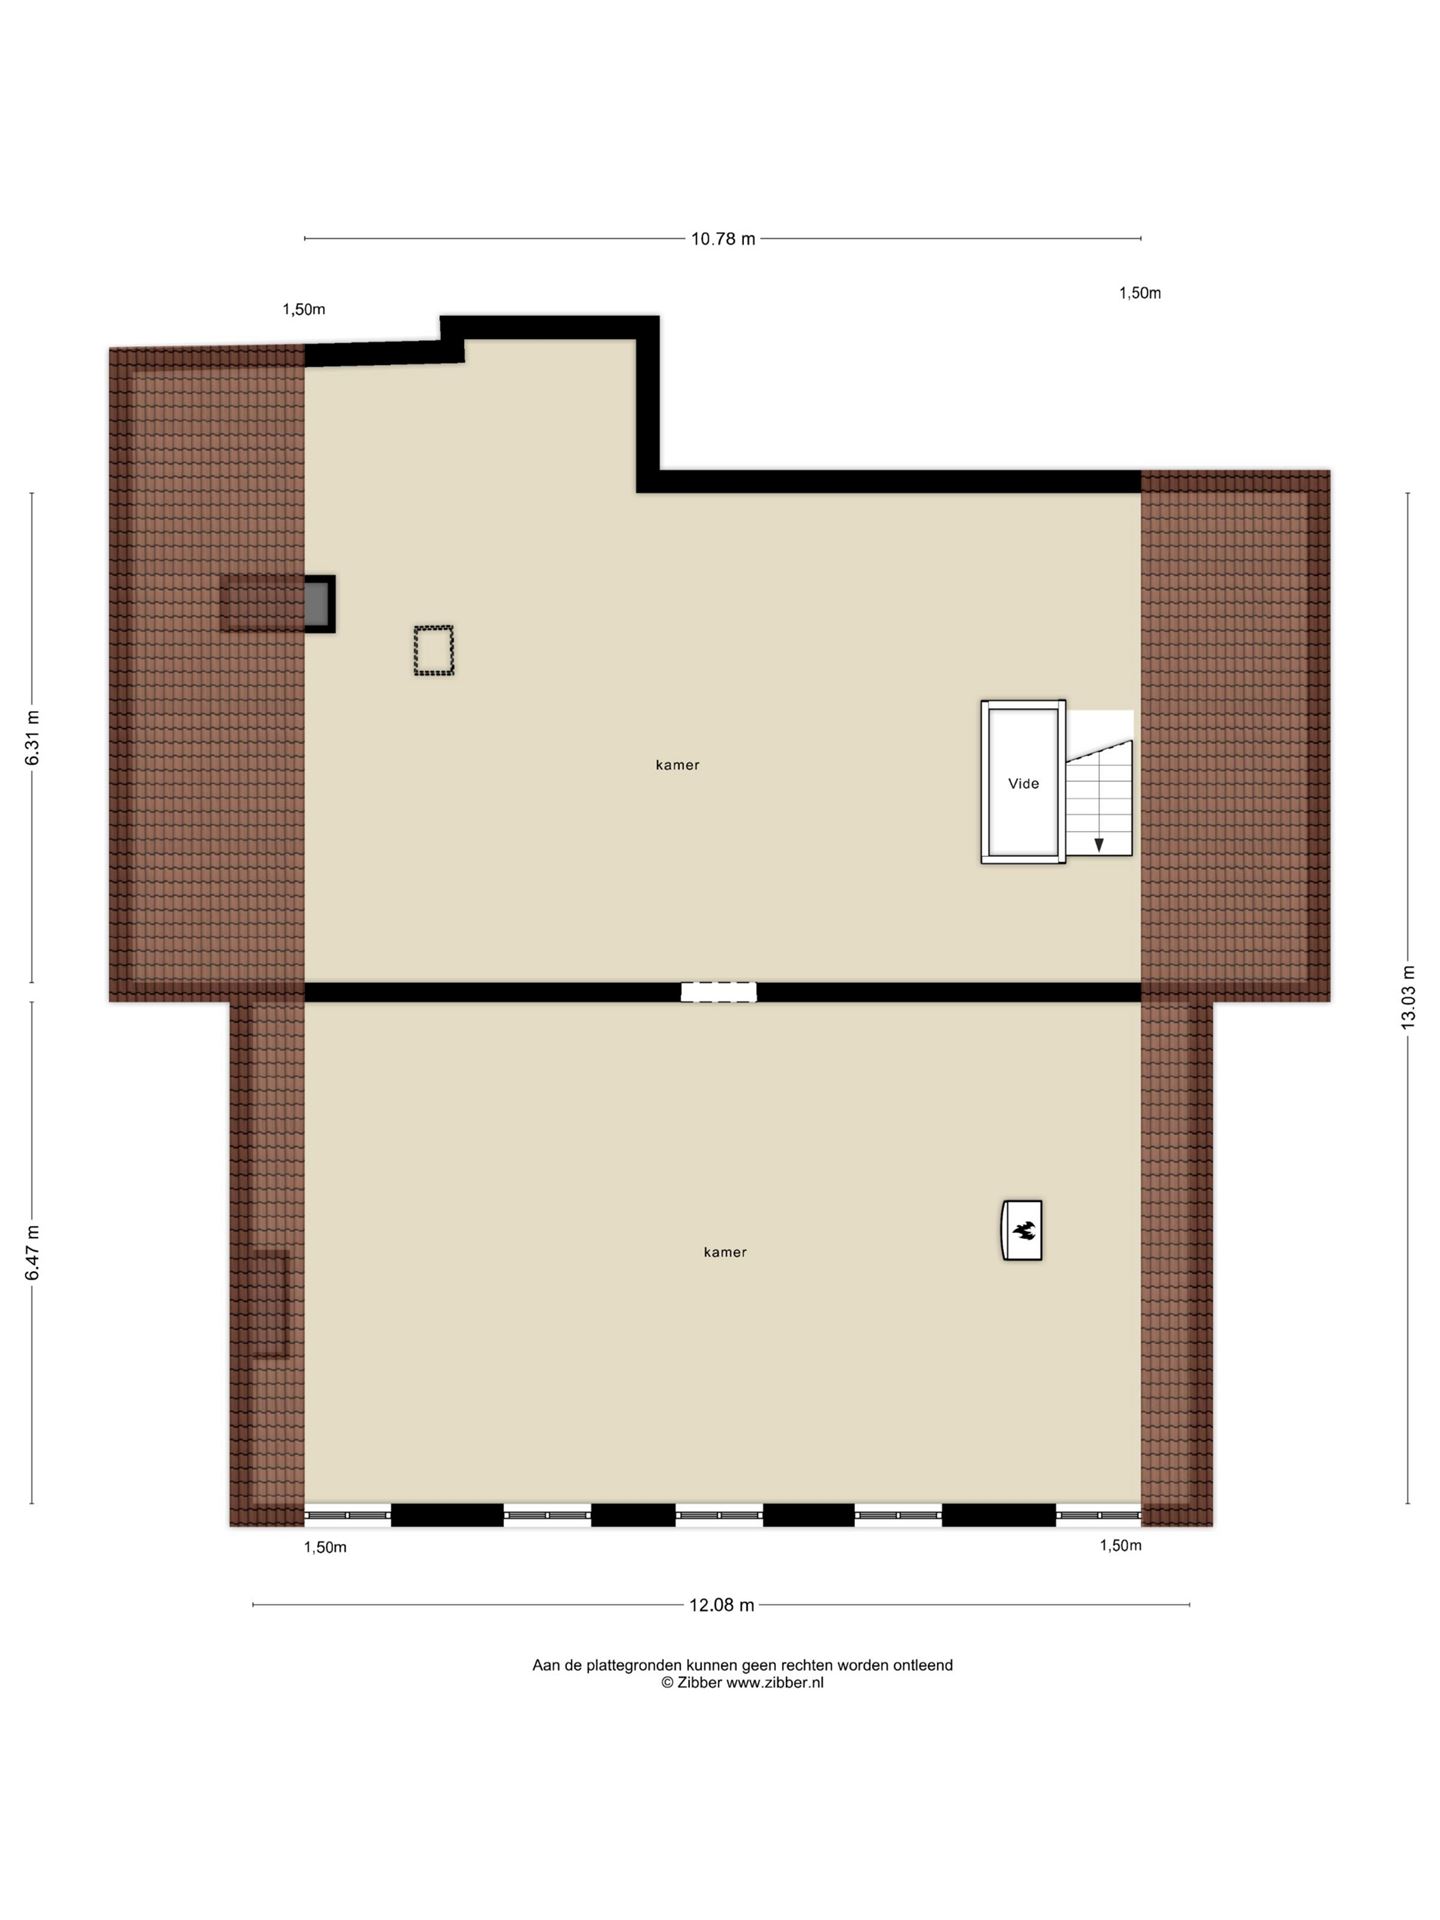 10.78 m
1,50m
1,50m
6.31 m
kamer
Vide
13.03 m
6.47 m
kamer
1,50m
1,50m
12.08 m
Aan de plattegronden kunnen geen rechten worden ontleend
© Zibber www.zibber.nl